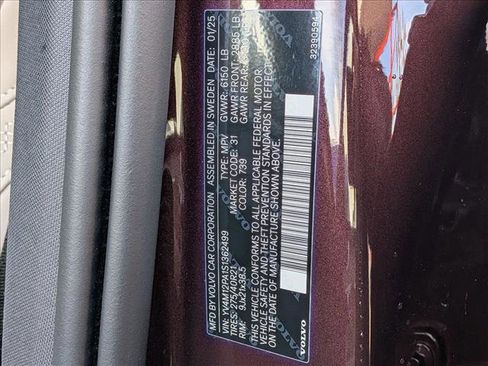 MFD BY VOLVO CAR CORPORATION ASSEMBLED IN SWEDEN DATE: 01/25
VIN: TYPE: MPV GVWR: 6150 LB
TIRES: 275/40R21 MARKET CODE: 31 GAWR FRONT: 2885 LB
RIM: 9Jx21x38.5 COLOR: 739 GAWR REAR:
THIS VEHICLE CONFORMS TO ALL APPLICABLE FEDERAL MOTOR
VEHICLE SAFETY AND THEFT PREVENTION STANDARDS IN EFFECT
ON THE DATE OF MANUFACTURE SHOWN ABOVE.
VOLVO
32390594